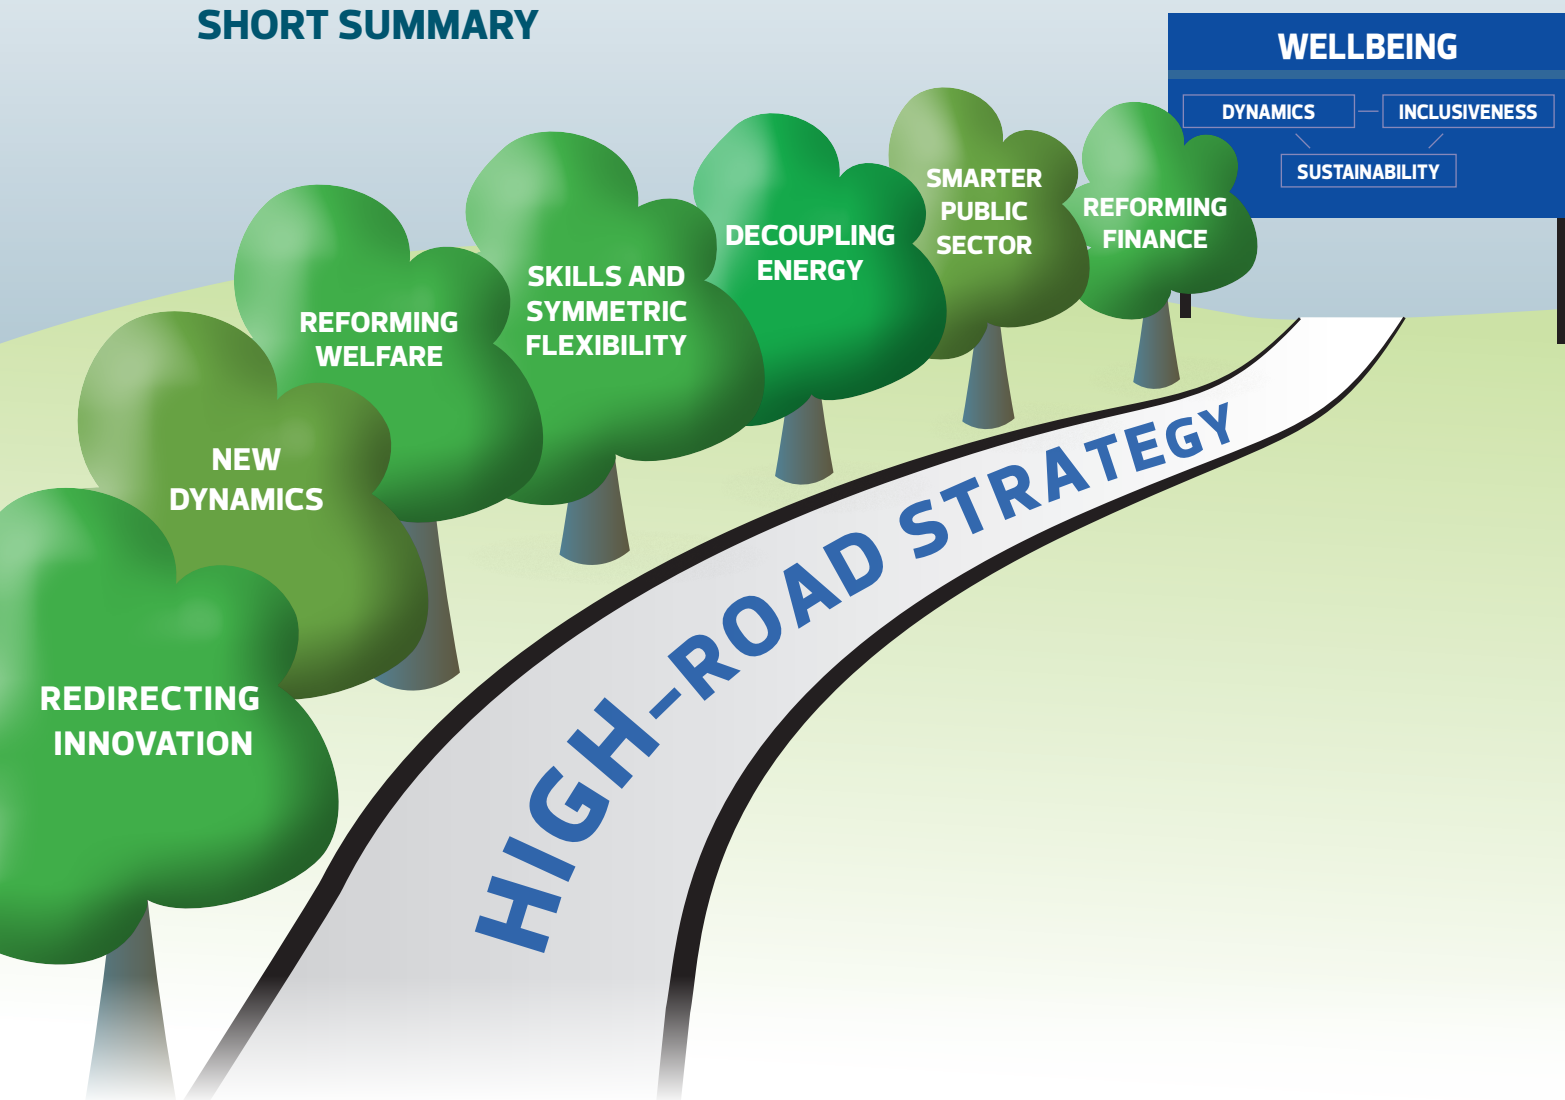 SHORT SUMMARY
WELLBEING
DYNAMICS
INCLUSIVENESS
SUSTAINABILITY
REFORMING
FINANCE
SMARTER
PUBLIC
SECTOR
DECOUPLING
ENERGY
SKILLS AND
SYMMETRIC
FLEXIBILITY
REFORMING
WELFARE
NEW
DYNAMICS
REDIRECTING
INNOVATION
HIGH-ROAD STRATEGY